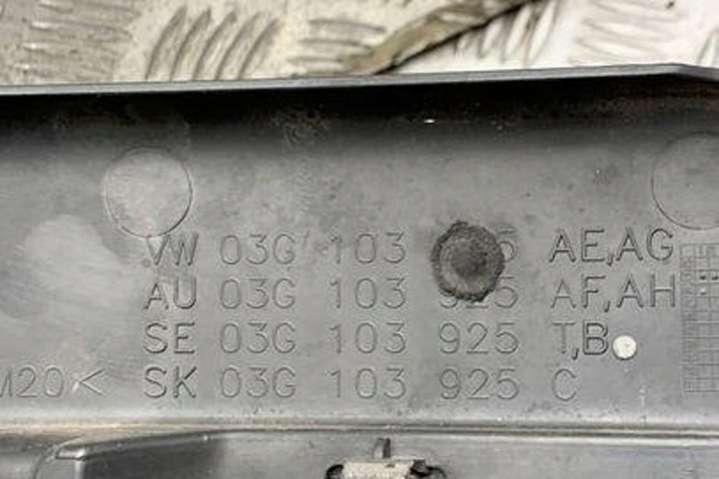 VW 03G 103 AE,AG
AU 03G 103 925 AF,AH
SE 03G 103 925 T,B
M20< SK 03G 103 925 C